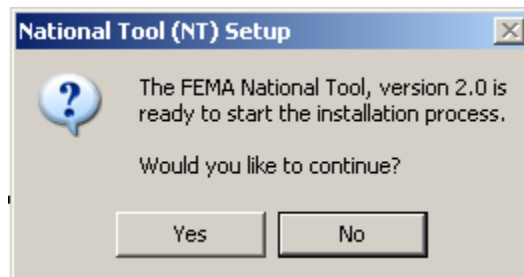 National Tool (NT) Setup
The FEMA National Tool, version 2.0 is
ready to start the installation process.
Would you like to continue?
Yes
No